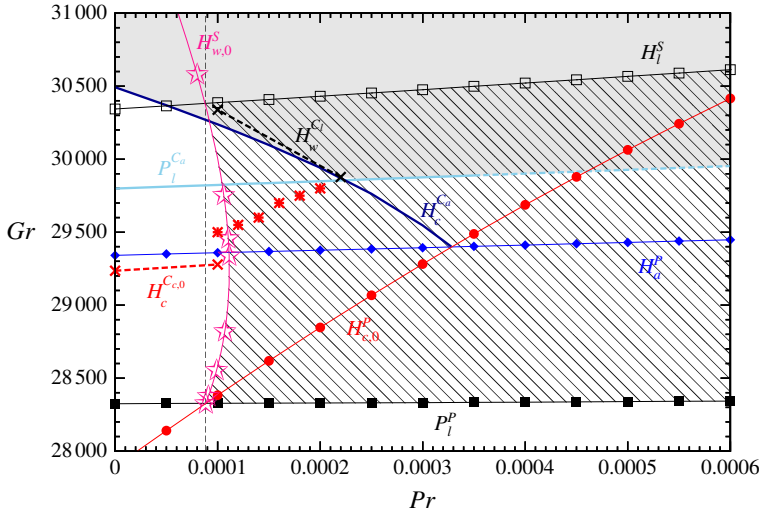 31 000
30 500
30 000
29 500
29 000
28 500
28 000
Gr
H_{w,0}^{S}
H_l^{S}
H_w^{C_l}
P_l^{C_a}
H_c^{C_a}
H_a^{P}
H_c^{C_{c,0}}
H_{c,0}^{P}
P_l^{P}
0 0.0001 0.0002 0.0003 0.0004 0.0005 0.0006
Pr